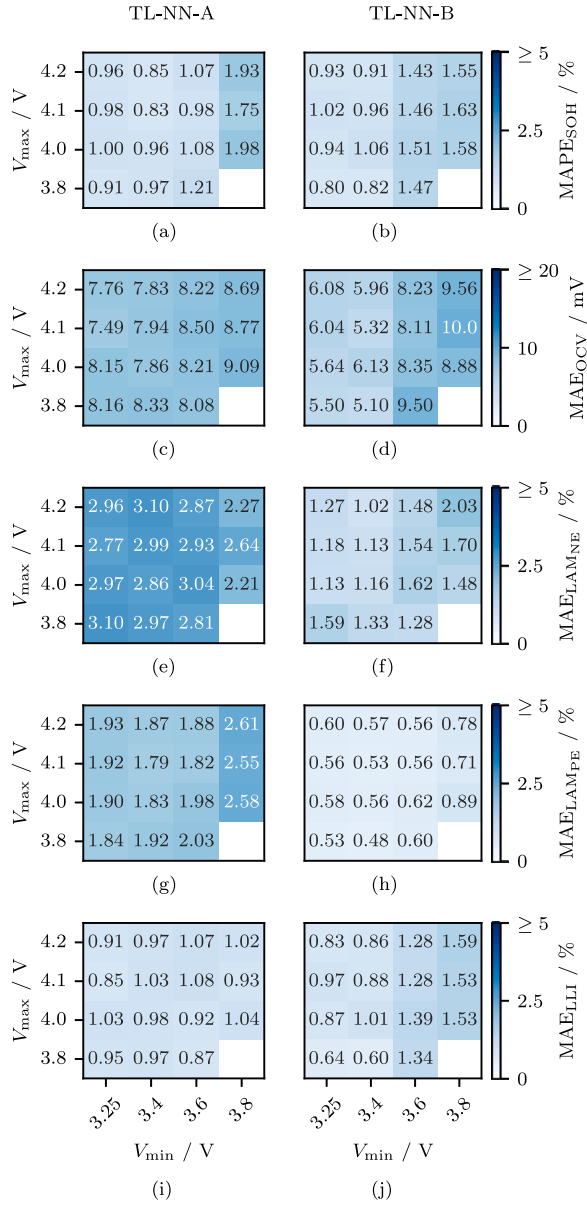 TL-NN-A TL-NN-B
4.2 0.96 0.85 1.07 1.93 0.93 0.91 1.43 1.55 ≥ 5
4.1 0.98 0.83 0.98 1.75 1.02 0.96 1.46 1.63 2.5
4.0 1.00 0.96 1.08 1.98 0.94 1.06 1.51 1.58
3.8 0.91 0.97 1.21 0.80 0.82 1.47 0
V_max / V
MAPE_SOH / %
(a) (b)
4.2 7.76 7.83 8.22 8.69 6.08 5.96 8.23 9.56 ≥ 20
4.1 7.49 7.94 8.50 8.77 6.04 5.32 8.11 10.0 10
4.0 8.15 7.86 8.21 9.09 5.64 6.13 8.35 8.88
3.8 8.16 8.33 8.08 5.50 5.10 9.50 0
V_max / V
MAE_OCV / mV
(c) (d)
4.2 2.96 3.10 2.87 2.27 1.27 1.02 1.48 2.03 ≥ 5
4.1 2.77 2.99 2.93 2.64 1.18 1.13 1.54 1.70 2.5
4.0 2.97 2.86 3.04 2.21 1.13 1.16 1.62 1.48
3.8 3.10 2.97 2.81 1.59 1.33 1.28 0
V_max / V
MAE_LAM_NE / %
(e) (f)
4.2 1.93 1.87 1.88 2.61 0.60 0.57 0.56 0.78 ≥ 5
4.1 1.92 1.79 1.82 2.55 0.56 0.53 0.56 0.71 2.5
4.0 1.90 1.83 1.98 2.58 0.58 0.56 0.62 0.89
3.8 1.84 1.92 2.03 0.53 0.48 0.60 0
V_max / V
MAE_LAM_PE / %
(g) (h)
4.2 0.91 0.97 1.07 1.02 0.83 0.86 1.28 1.59 ≥ 5
4.1 0.85 1.03 1.08 0.93 0.97 0.88 1.28 1.53 2.5
4.0 1.03 0.98 0.92 1.04 0.87 1.01 1.39 1.53
3.8 0.95 0.97 0.87 0.64 0.60 1.34 0
V_max / V
MAE_LLI / %
3.25 3.4 3.6 3.8 3.25 3.4 3.6 3.8
V_min / V V_min / V
(i) (j)